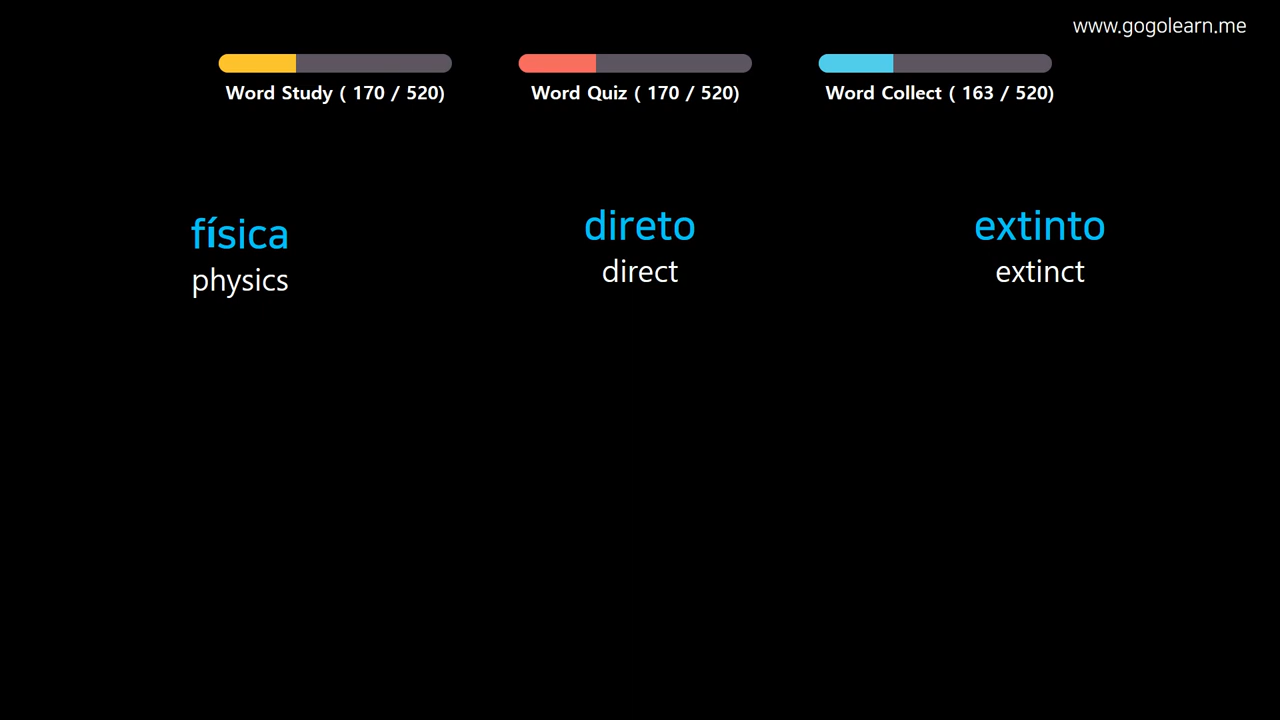 www.gogolearn.me
Word Study ( 170 / 520)
Word Quiz ( 170 / 520)
Word Collect ( 163 / 520)
física
physics
direto
direct
extinto
extinct